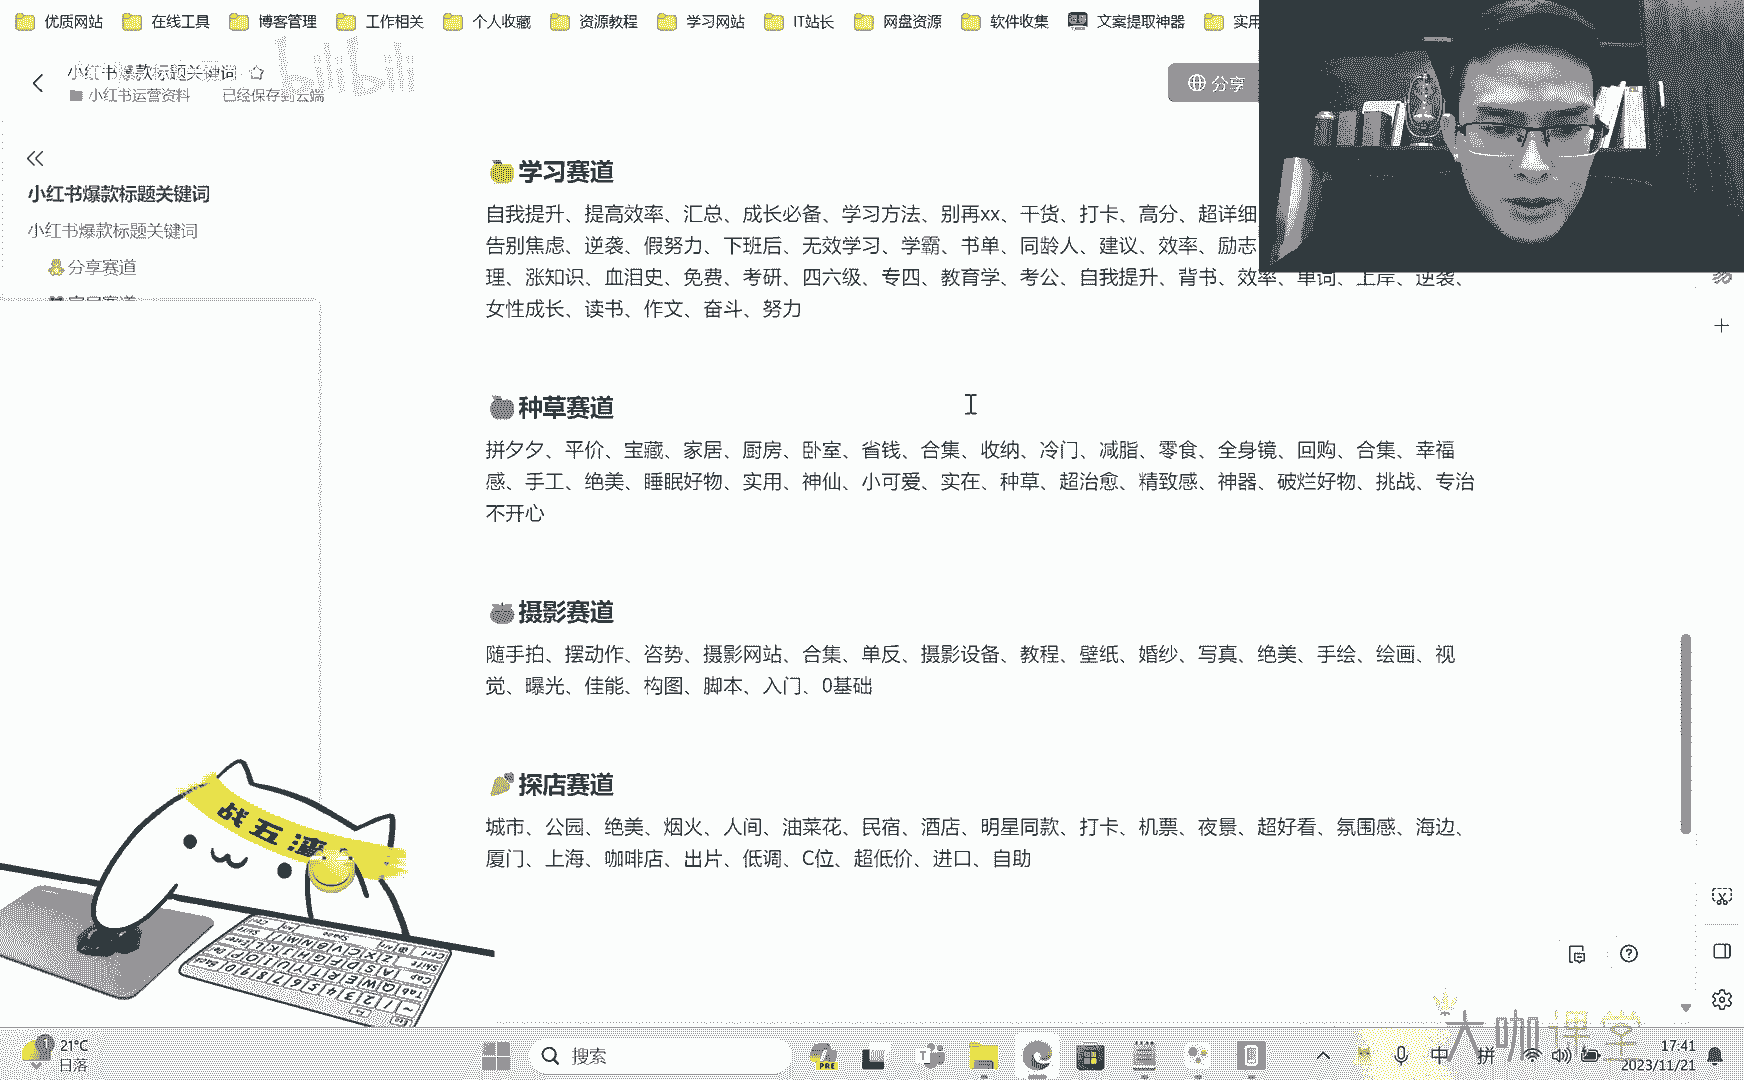 优质网站 在线工具 博客管理 工作相关 个人收藏 资源教程 学习网站 IT站长 网盘资源 软件收集 文案提取神器 实用
小红书爆款标题关键词
bilibili
小红书运营资料 已经保存到云端
分享
小红书爆款标题关键词
小红书爆款标题关键词
分享赛道
学习赛道
自我提升、提高效率、汇总、成长必备、学习方法、别再xx、干货、打卡、高分、超详细
告别焦虑、逆袭、假努力、下班后、无效学习、学霸、书单、同龄人、建议、效率、励志
理、涨知识、血泪史、免费、考研、四六级、专四、教育学、考公、自我提升、背书、效率、单词、上岸、逆袭、
女性成长、读书、作文、奋斗、努力
种草赛道
拼夕夕、平价、宝藏、家居、厨房、卧室、省钱、合集、收纳、冷门、减脂、零食、全身镜、回购、合集、幸福
感、手工、绝美、睡眠好物、实用、神仙、小可爱、实在、种草、超治愈、精致感、神器、破烂好物、挑战、专治
不开心
摄影赛道
随手拍、摆动作、咨势、摄影网站、合集、单反、摄影设备、教程、壁纸、婚纱、写真、绝美、手绘、绘画、视
觉、曝光、佳能、构图、脚本、入门、0基础
探店赛道
城市、公园、绝美、烟火、人间、油菜花、民宿、酒店、明星同款、打卡、机票、夜景、超好看、氛围感、海边、
厦门、上海、咖啡店、出片、低调、C位、超低价、进口、自助
战五渣
大咖课堂
21°C
日落
搜索
PRE
中
拼
17:41
2023/11/21